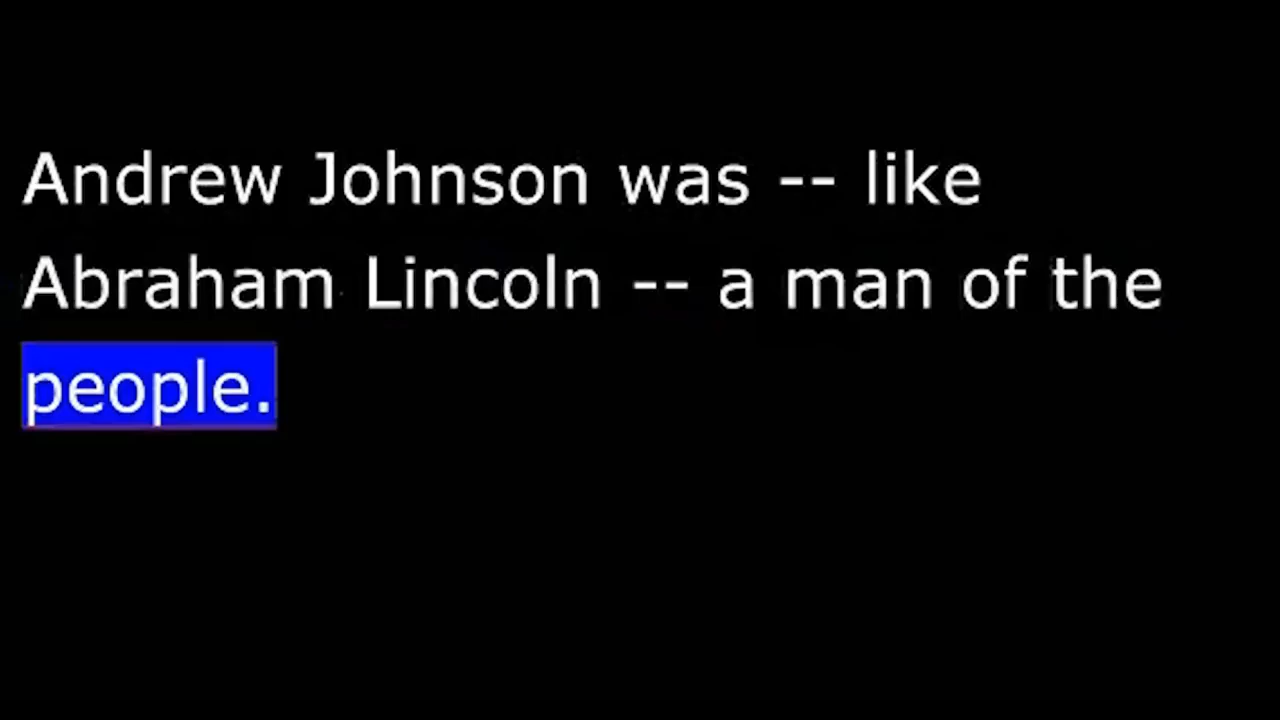 Andrew Johnson was -- like
Abraham Lincoln -- a man of the
people.